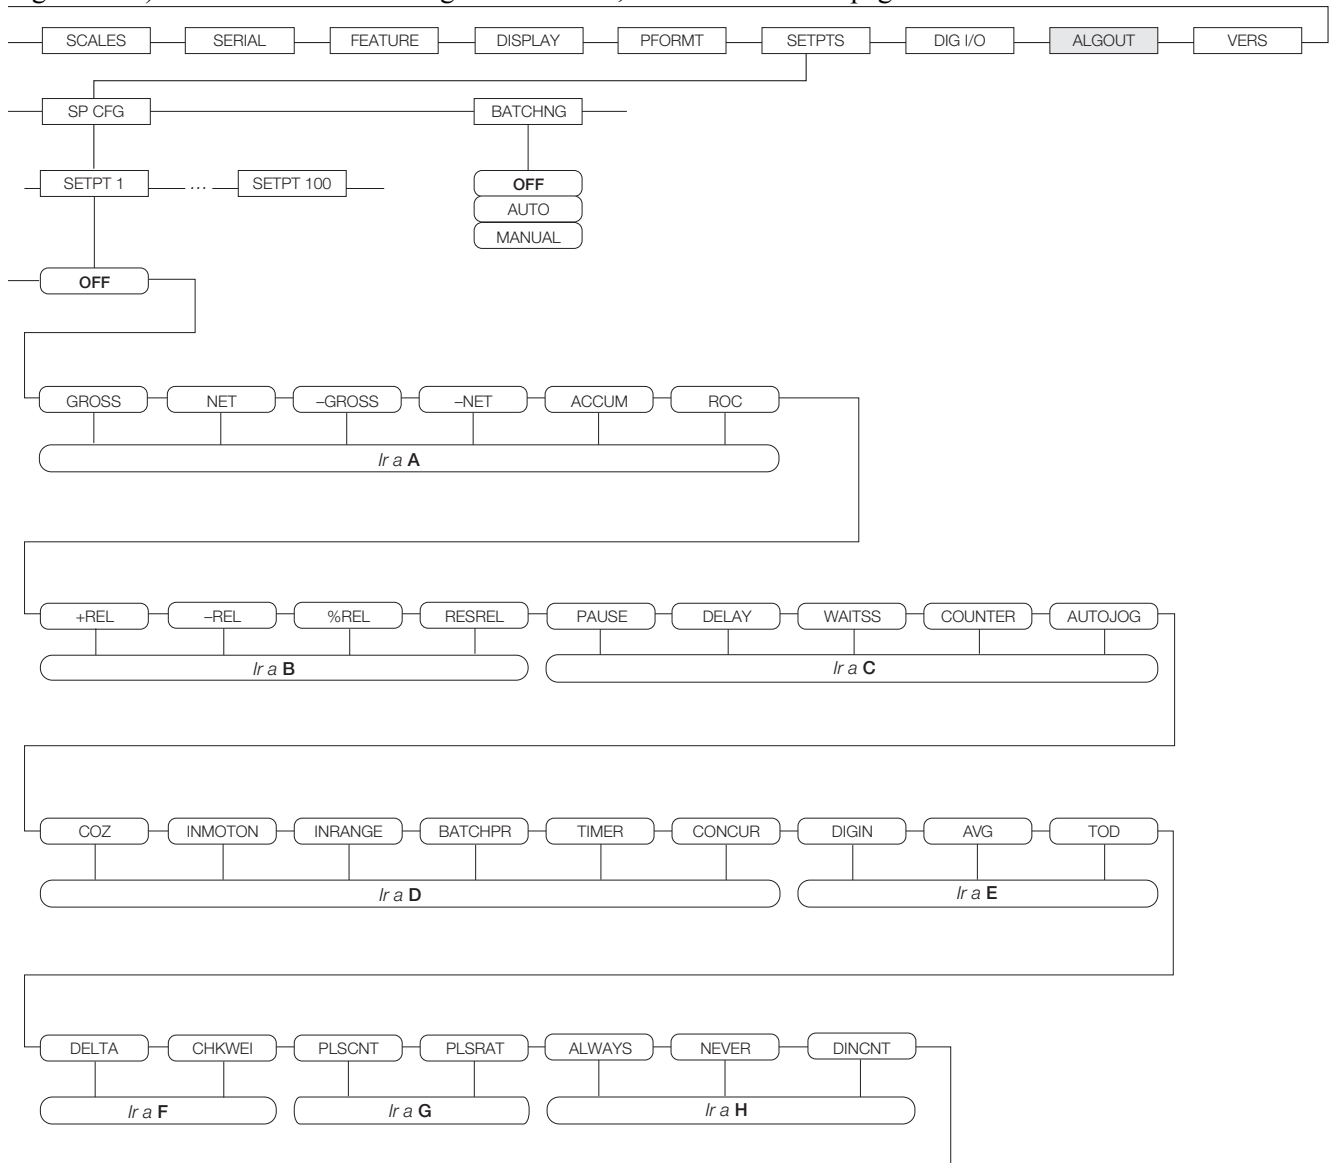 SCALES SERIAL FEATURE DISPLAY PFORMT SETPTS DIG I/O ALGOUT VERS
SP CFG BATCHNG
SETPT 1 ... SETPT 100 OFF
AUTO
MANUAL
OFF
GROSS NET –GROSS –NET ACCUM ROC
Ir a A
+REL –REL %REL RESREL PAUSE DELAY WAITSS COUNTER AUTOJOG
Ir a B Ir a C
COZ INMOTON INRANGE BATCHPR TIMER CONCUR DIGIN AVG TOD
Ir a D Ir a E
DELTA CHKWEI PLSCNT PLSRAT ALWAYS NEVER DINCNT
Ir a F Ir a G Ir a H